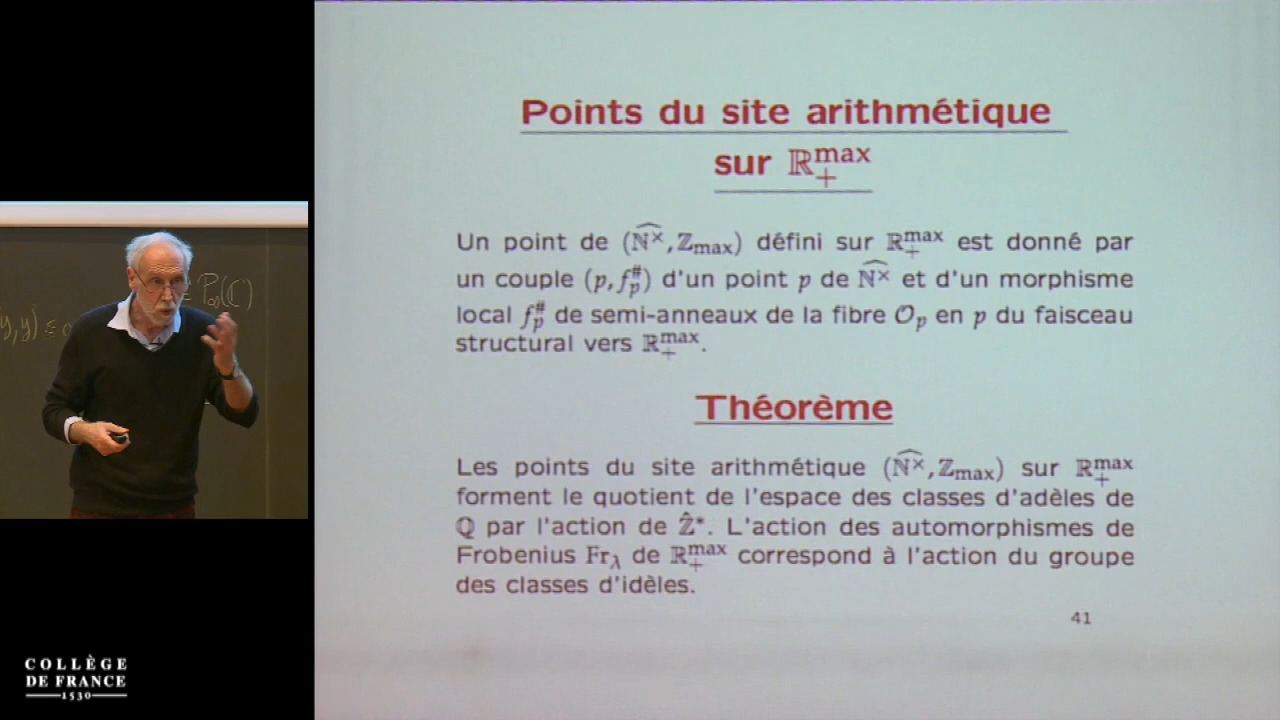 Points du site arithmétique
sur ℝ₊ᵐᵃˣ
Un point de (N̂ˣ, ℤmax) défini sur ℝ₊ᵐᵃˣ est donné par
un couple (p, f_p^#) d'un point p de N̂ˣ et d'un morphisme
local f_p^# de semi-anneaux de la fibre 𝒪_p en p du faisceau
structural vers ℝ₊ᵐᵃˣ.
Théorème
Les points du site arithmétique (N̂ˣ, ℤmax) sur ℝ₊ᵐᵃˣ
forment le quotient de l'espace des classes d'adèles de
ℚ par l'action de ℤ̂*. L'action des automorphismes de
Frobenius Fr_λ de ℝ₊ᵐᵃˣ correspond à l'action du groupe
des classes d'idèles.
41
COLLÈGE
DE FRANCE
1530